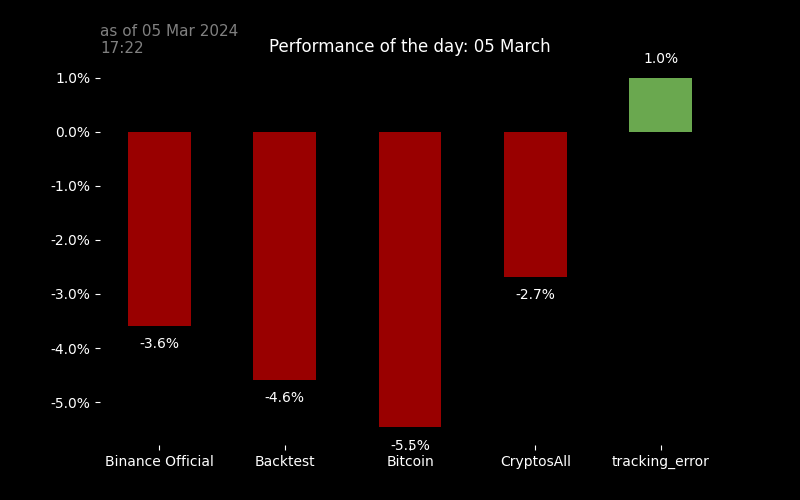 as of 05 Mar 2024
17:22
Performance of the day: 05 March
1.0%
1.0%
0.0%
-1.0%
-2.0%
-3.0%
-4.0%
-5.0%
-3.6%
-4.6%
-5.5%
-2.7%
Binance Official
Backtest
Bitcoin
CryptosAll
tracking_error